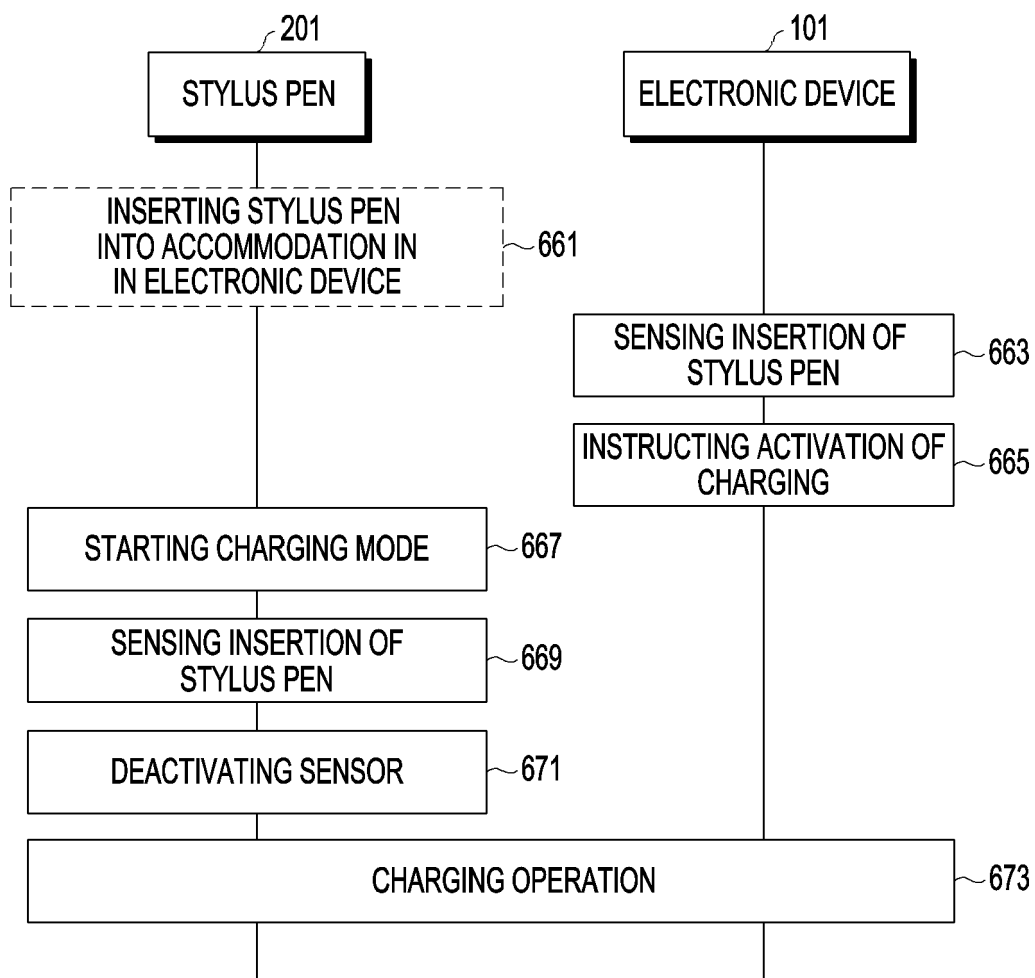 201
STYLUS PEN
101
ELECTRONIC DEVICE
INSERTING STYLUS PEN
INTO ACCOMMODATION IN
IN ELECTRONIC DEVICE
661
SENSING INSERTION OF
STYLUS PEN
663
INSTRUCTING ACTIVATION OF
CHARGING
665
STARTING CHARGING MODE
667
SENSING INSERTION OF
STYLUS PEN
669
DEACTIVATING SENSOR
671
CHARGING OPERATION
673